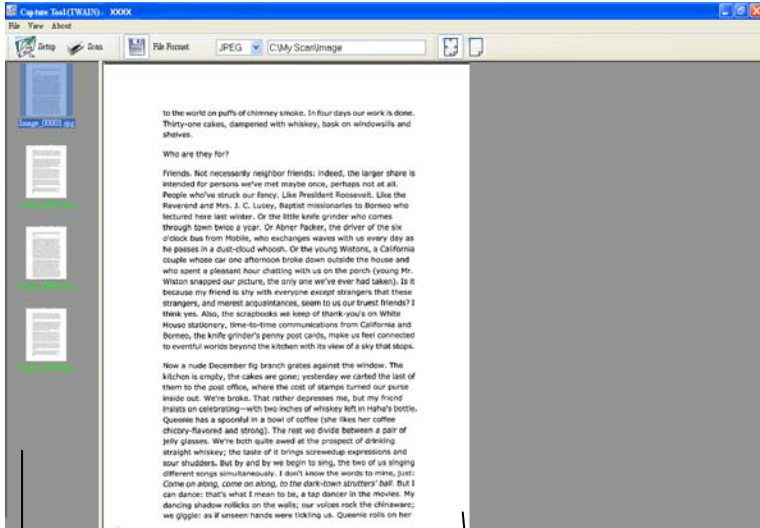 Capture Tool(TWAIN)- XXXX
File View About
Setup Scan File Format JPEG C:\My Scan\Image
Image_00001.jpg
to the world on puffs of chimney smoke. In four days our work is done.
Thirty-one cakes, dampened with whiskey, bask on windowsills and
shelves.
Who are they for?
Friends. Not necessarily neighbor friends: indeed, the larger share is
intended for persons we've met maybe once, perhaps not at all.
People who've struck our fancy. Like President Roosevelt. Like the
Reverend and Mrs. J. C. Lucey, Baptist missionaries to Borneo who
lectured here last winter. Or the little knife grinder who comes
through town twice a year. Or Abner Packer, the driver of the six
o'clock bus from Mobile, who exchanges waves with us every day as
he passes in a dust-cloud whoosh. Or the young Wistons, a California
couple whose car one afternoon broke down outside the house and
who spent a pleasant hour chatting with us on the porch (young Mr.
Wiston snapped our picture, the only one we've ever had taken). Is it
because my friend is shy with everyone except strangers that these
strangers, and merest acquaintances, seem to us our truest friends? I
think yes. Also, the scrapbooks we keep of thank-you's on White
House stationery, time-to-time communications from California and
Borneo, the knife grinder's penny post cards, make us feel connected
to eventful worlds beyond the kitchen with its view of a sky that stops.
Now a nude December fig branch grates against the window. The
kitchen is empty, the cakes are gone; yesterday we carted the last of
them to the post office, where the cost of stamps turned our purse
inside out. We're broke. That rather depresses me, but my friend
insists on celebrating—with two inches of whiskey left in Haha's bottle.
Queenie has a spoonful in a bowl of coffee (she likes her coffee
chicory-flavored and strong). The rest we divide between a pair of
jelly glasses. We're both quite awed at the prospect of drinking
straight whiskey; the taste of it brings screwedup expressions and
sour shudders. But by and by we begin to sing, the two of us singing
different songs simultaneously. I don't know the words to mine, just:
Come on along, come on along, to the dark-town strutters' ball. But I
can dance: that's what I mean to be, a tap dancer in the movies. My
dancing shadow rollicks on the walls; our voices rock the chinaware;
we giggle: as if unseen hands were tickling us. Queenie rolls on her